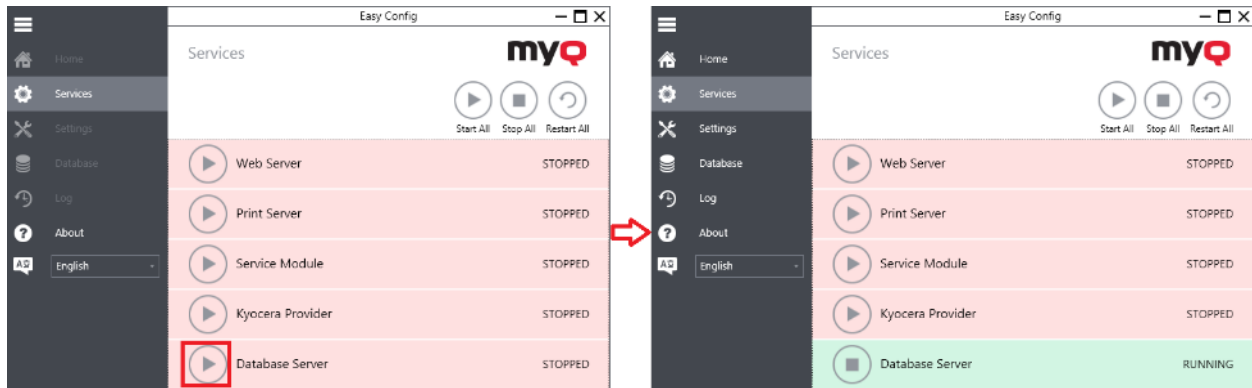 Easy Config
Services
myQ
Home
Services
Settings
Database
Log
About
English
Start All Stop All Restart All
Web Server STOPPED
Print Server STOPPED
Service Module STOPPED
Kyocera Provider STOPPED
Database Server STOPPED
Easy Config
Services
myQ
Home
Services
Settings
Database
Log
About
English
Start All Stop All Restart All
Web Server STOPPED
Print Server STOPPED
Service Module STOPPED
Kyocera Provider STOPPED
Database Server RUNNING